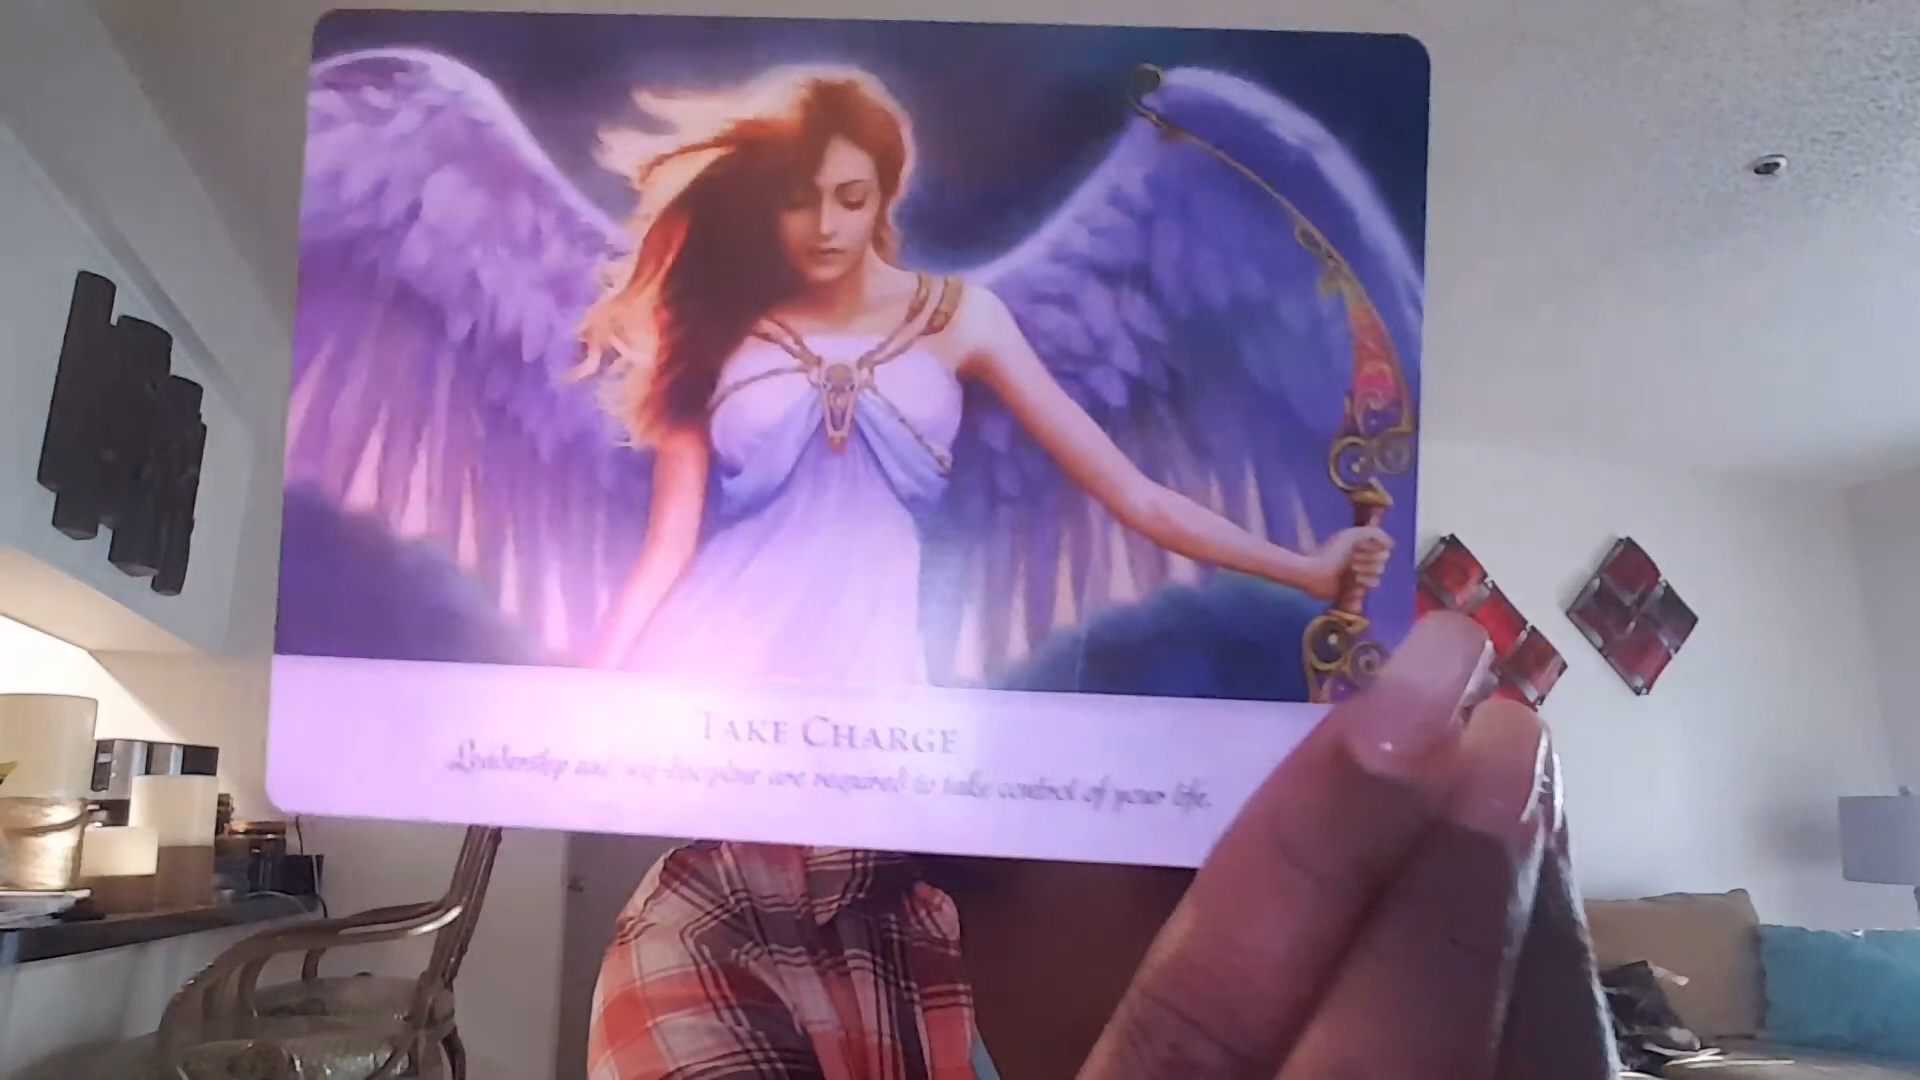 TAKE CHARGE
Leadership and self-discipline are required to take control of your life.